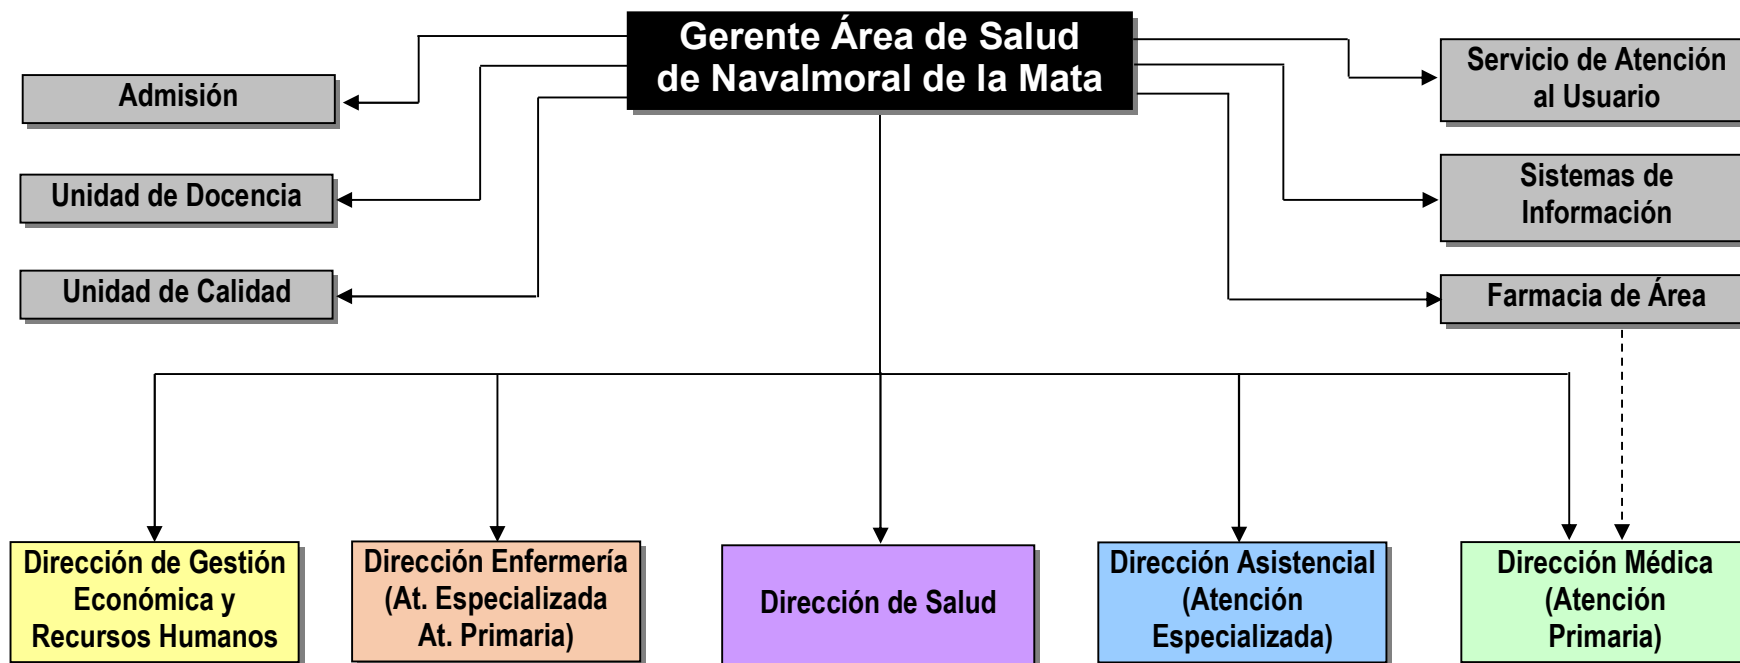 Gerente Área de Salud
de Navalmoral de la Mata
Admisión
Unidad de Docencia
Unidad de Calidad
Servicio de Atención
al Usuario
Sistemas de
Información
Farmacia de Área
Dirección de Gestión
Económica y
Recursos Humanos
Dirección Enfermería
(At. Especializada
At. Primaria)
Dirección de Salud
Dirección Asistencial
(Atención
Especializada)
Dirección Médica
(Atención
Primaria)